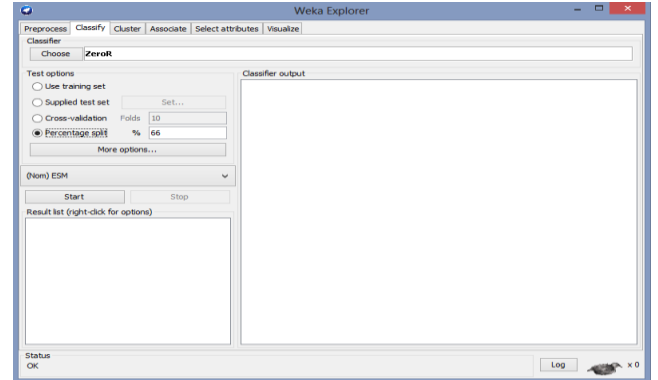 Weka Explorer
Preprocess Classify Cluster Associate Select attributes Visualize
Classifier
Choose ZeroR
Test options
Classifier output
Use training set
Supplied test set Set...
Cross-validation Folds 10
Percentage split % 66
More options...
(Nom) ESM
Start Stop
Result list (right-click for options)
Status
OK
Log x 0